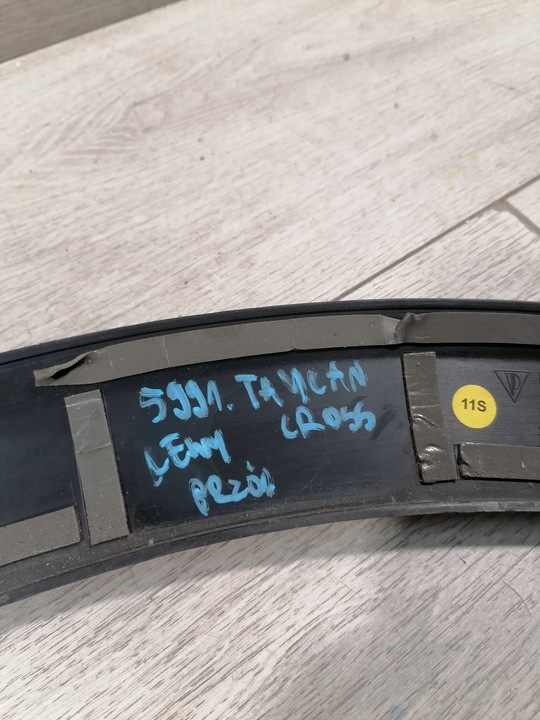 5991. TAYCAN
LEWY CROSS
PRZÓD
11S